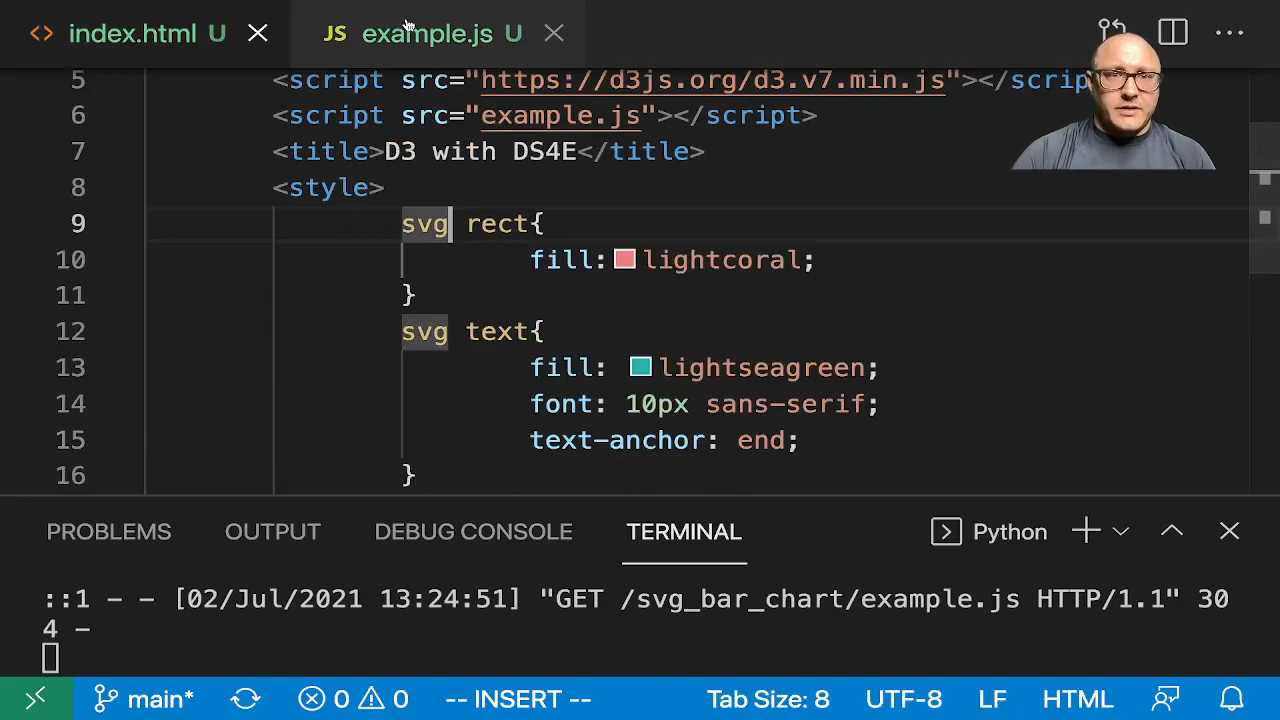 <> index.html U × JS example.js U ×
5 <script src="https://d3js.org/d3.v7.min.js"></scrip
6 <script src="example.js"></script>
7 <title>D3 with DS4E</title>
8 <style>
9 svg rect{
10 fill: lightcoral;
11 }
12 svg text{
13 fill: lightseagreen;
14 font: 10px sans-serif;
15 text-anchor: end;
16 }
PROBLEMS OUTPUT DEBUG CONSOLE TERMINAL Python
::1 - - [02/Jul/2021 13:24:51] "GET /svg_bar_chart/example.js HTTP/1.1" 30
4 -
main* 0 0 -- INSERT -- Tab Size: 8 UTF-8 LF HTML